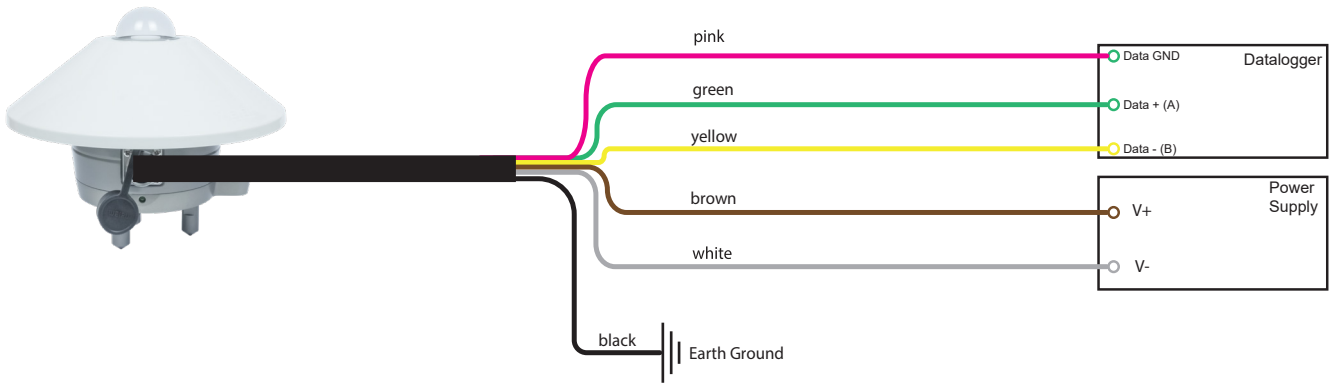 pink
Data GND
Datalogger
green
Data + (A)
yellow
Data - (B)
brown
V+
Power
Supply
white
V-
black
Earth Ground